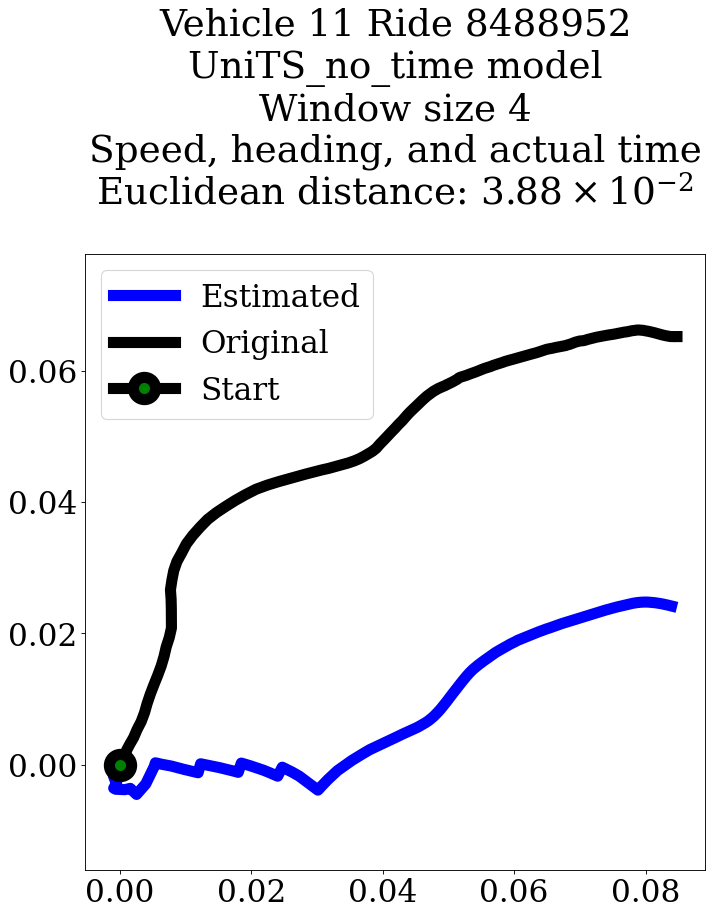 Vehicle 11 Ride 8488952
UniTS_no_time model
Window size 4
Speed, heading, and actual time
Euclidean distance: 3.88 × 10⁻²
Estimated
Original
Start
0.06
0.04
0.02
0.00
0.00 0.02 0.04 0.06 0.08